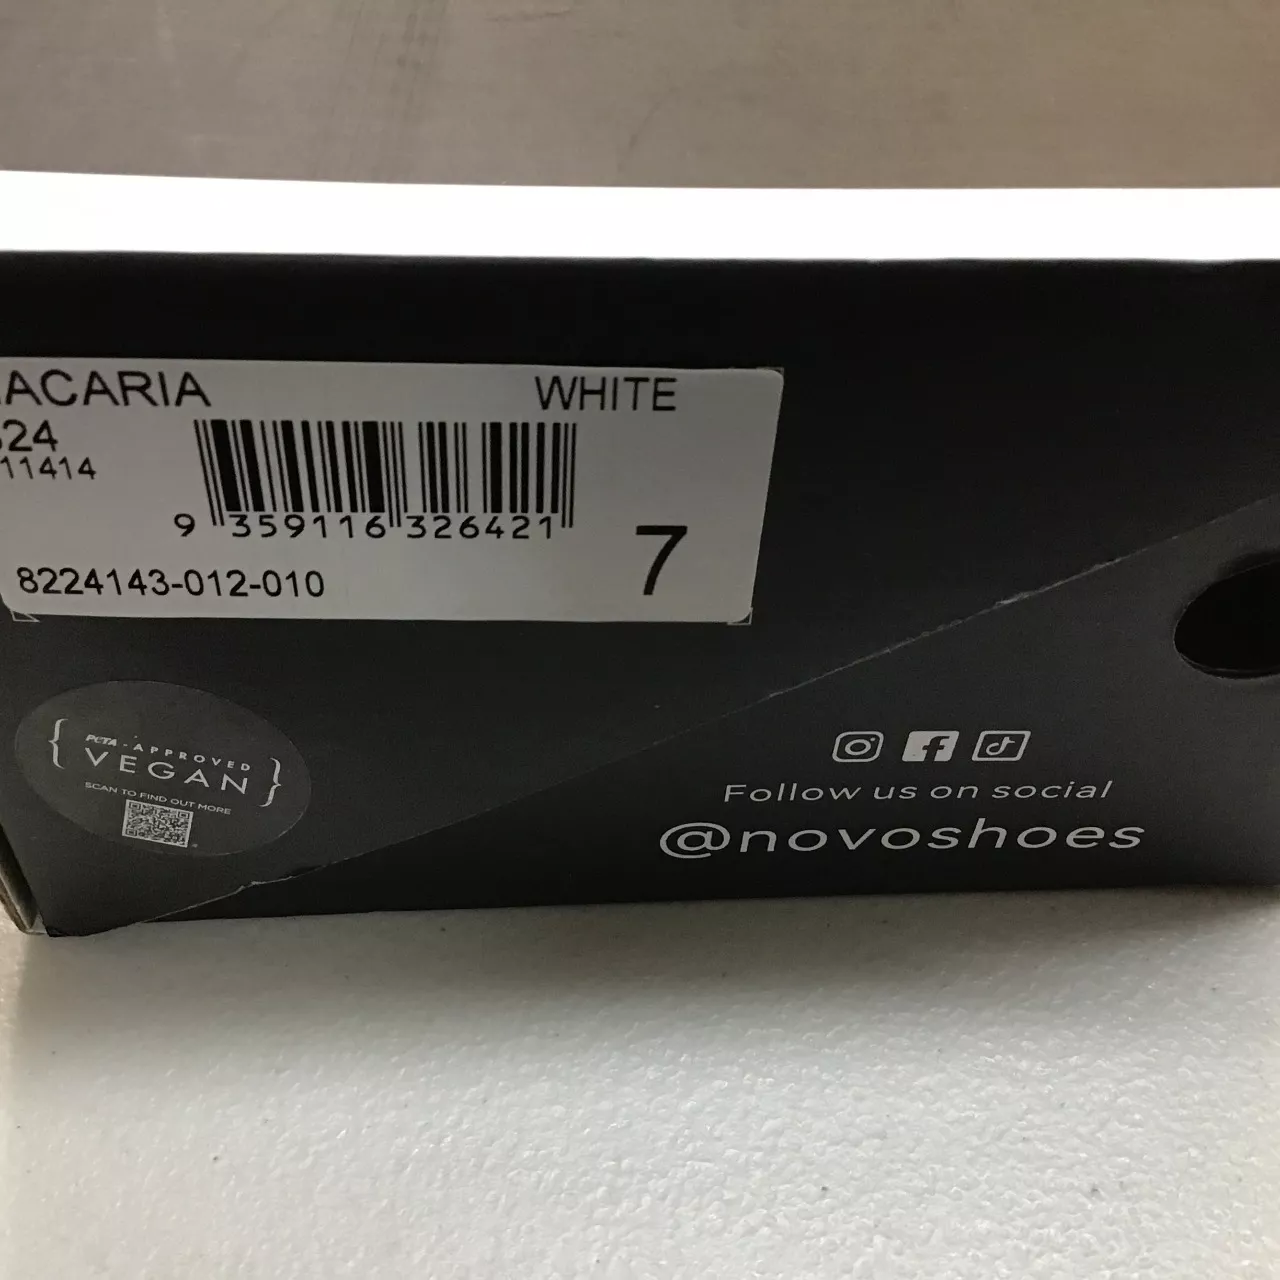 ACARIA WHITE
24
11414
9 359116 326421
7
8224143-012-010
PETA - APPROVED
VEGAN
SCAN TO FIND OUT MORE
Follow us on social
@novoshoes